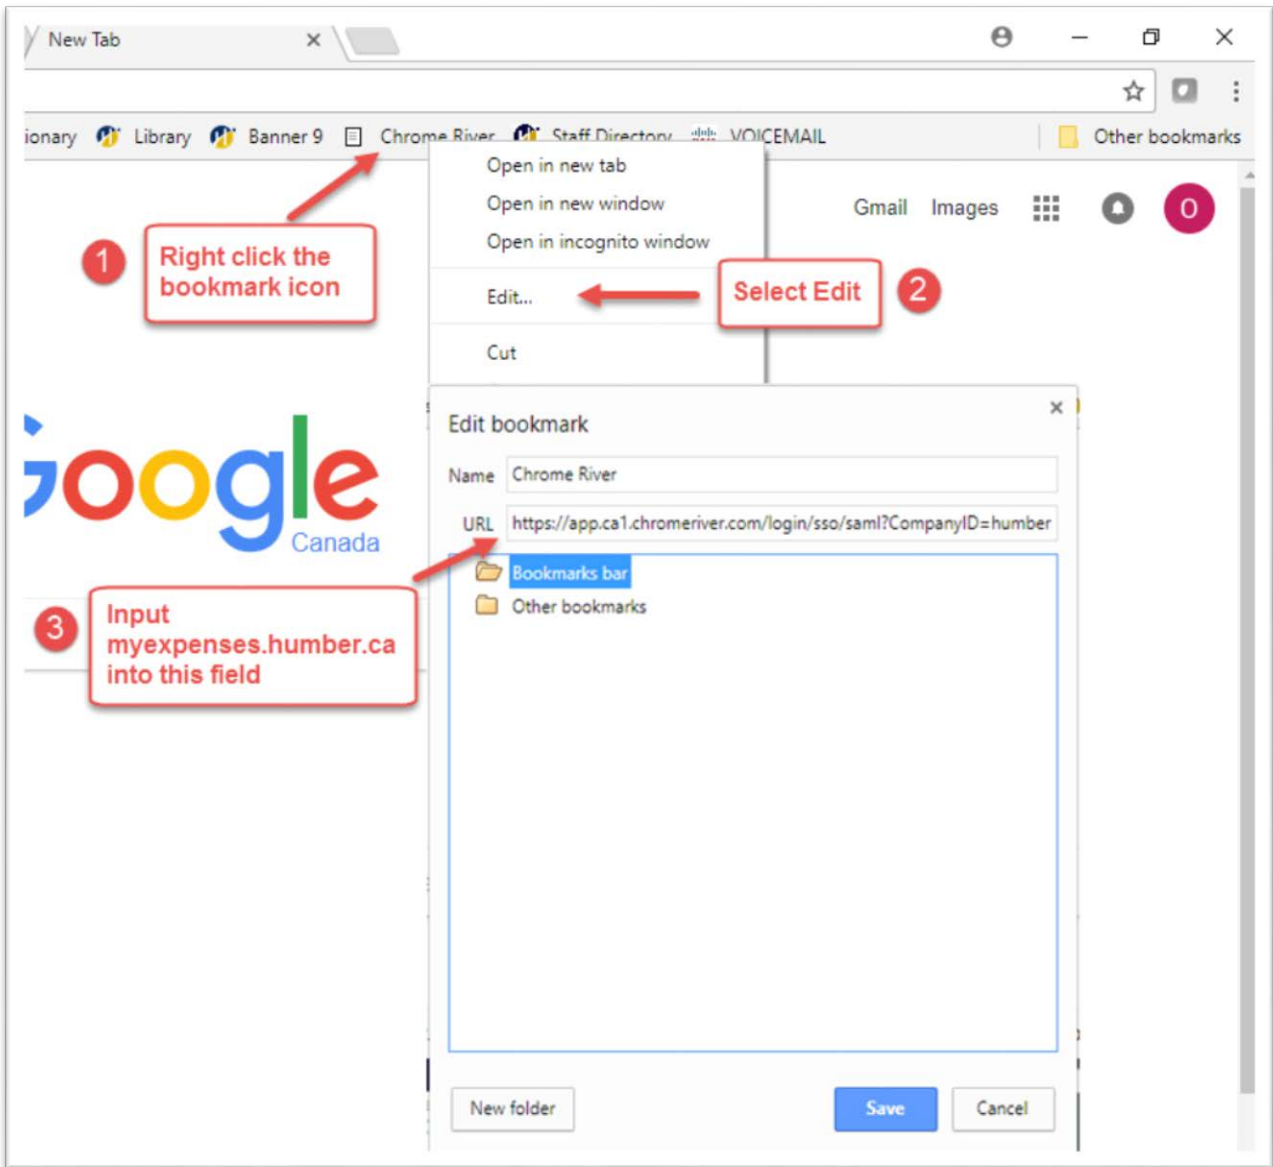 New Tab
ionary Library Banner 9 Chrome River Staff Directory VOICEMAIL Other bookmarks
Open in new tab
Open in new window
Open in incognito window
Gmail Images O
1 Right click the
bookmark icon
Edit...
Select Edit 2
Cut
Google
Canada
Edit bookmark
Name Chrome River
URL https://app.ca1.chromeriver.com/login/sso/saml?CompanyID=humber
Bookmarks bar
Other bookmarks
3 Input
myexpenses.humber.ca
into this field
New folder Save Cancel